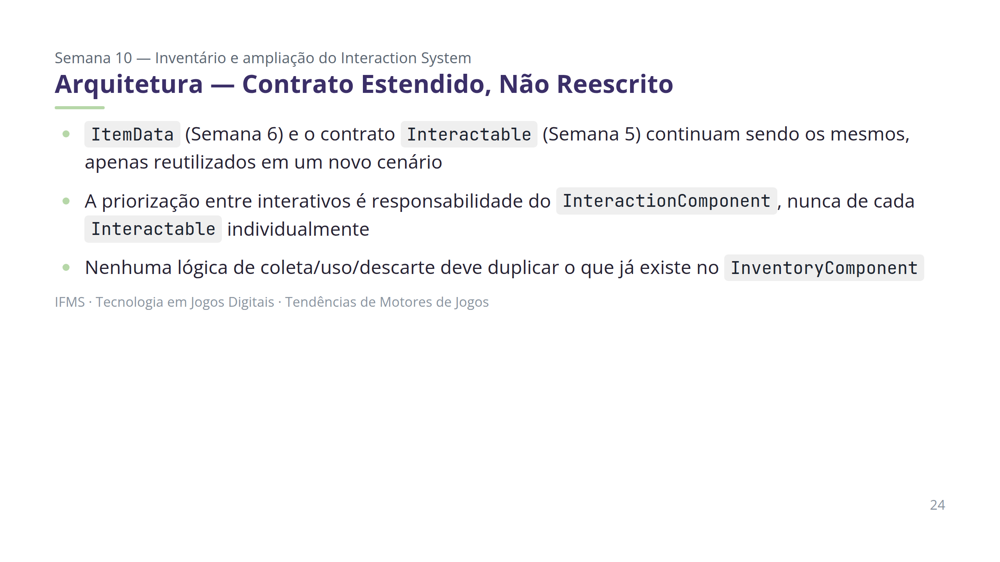 Semana 10 — Inventário e ampliação do Interaction System
Arquitetura — Contrato Estendido, Não Reescrito
ItemData (Semana 6) e o contrato Interactable (Semana 5) continuam sendo os mesmos,
apenas reutilizados em um novo cenário
A priorização entre interativos é responsabilidade do InteractionComponent, nunca de cada
Interactable individualmente
Nenhuma lógica de coleta/uso/descarte deve duplicar o que já existe no InventoryComponent
IFMS · Tecnologia em Jogos Digitais · Tendências de Motores de Jogos
24